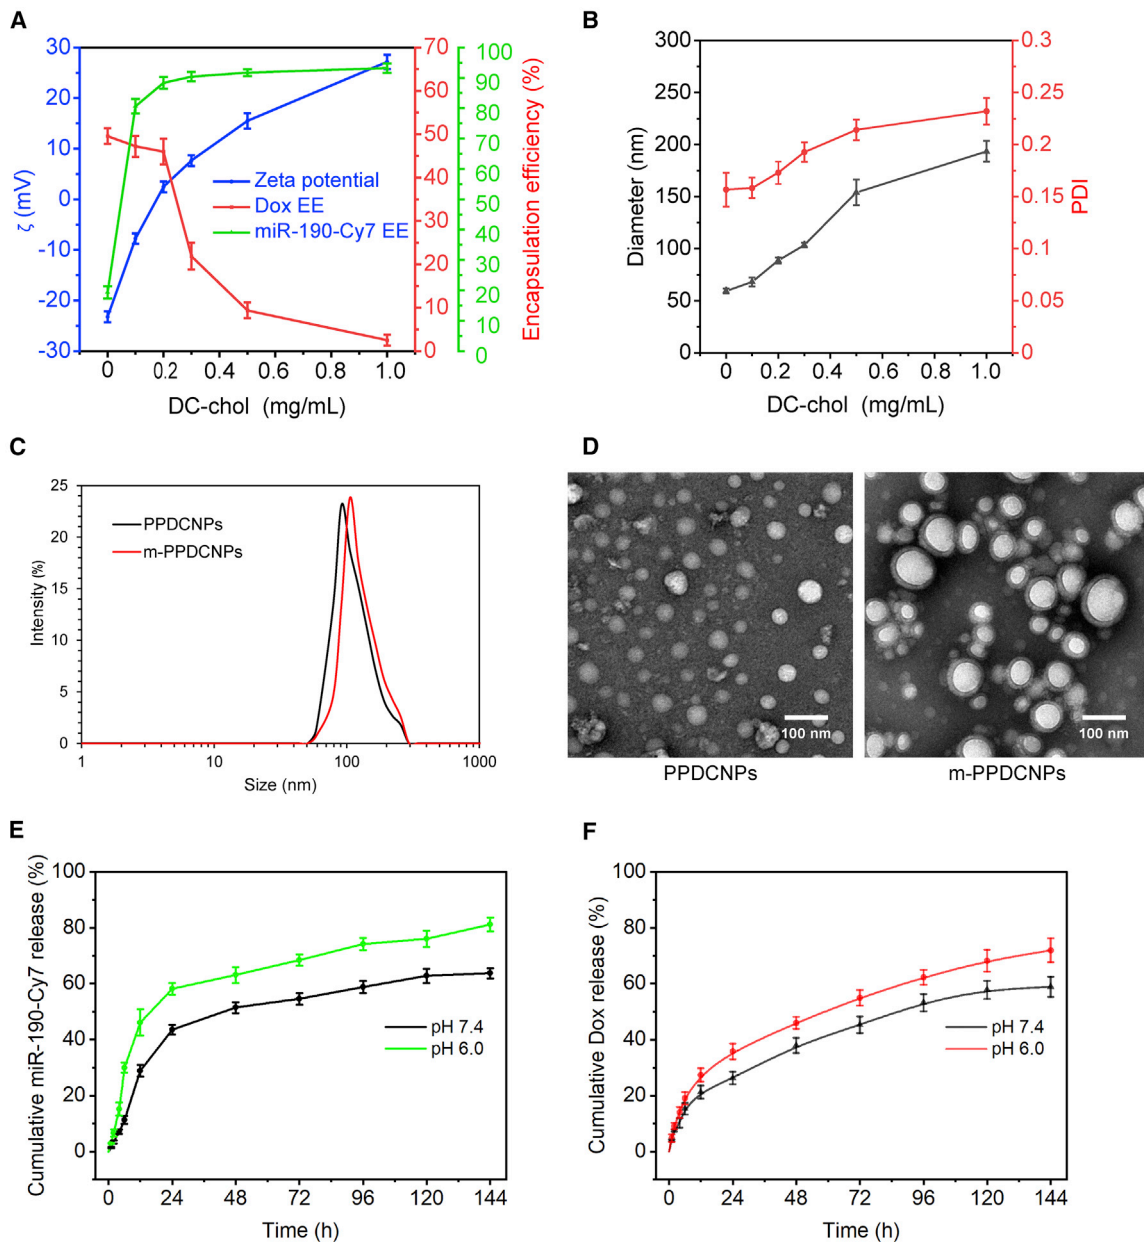 A
30
20
10
0
-10
-20
-30
ζ (mV)
70
60
50
40
30
20
10
0
100
90
80
70
60
50
40
30
20
10
0
Encapsulation efficiency (%)
Zeta potential
Dox EE
miR-190-Cy7 EE
0 0.2 0.4 0.6 0.8 1.0
DC-chol (mg/mL)
B
300
250
200
150
100
50
0
Diameter (nm)
0.3
0.25
0.2
0.15
0.1
0.05
0
PDI
0 0.2 0.4 0.6 0.8 1.0
DC-chol (mg/mL)
C
25
20
15
10
5
0
Intensity (%)
PPDCNPs
m-PPDCNPs
1 10 100 1000
Size (nm)
D
100 nm
100 nm
PPDCNPs
m-PPDCNPs
E
100
80
60
40
20
0
Cumulative miR-190-Cy7 release (%)
pH 7.4
pH 6.0
0 24 48 72 96 120 144
Time (h)
F
100
80
60
40
20
0
Cumulative Dox release (%)
pH 7.4
pH 6.0
0 24 48 72 96 120 144
Time (h)